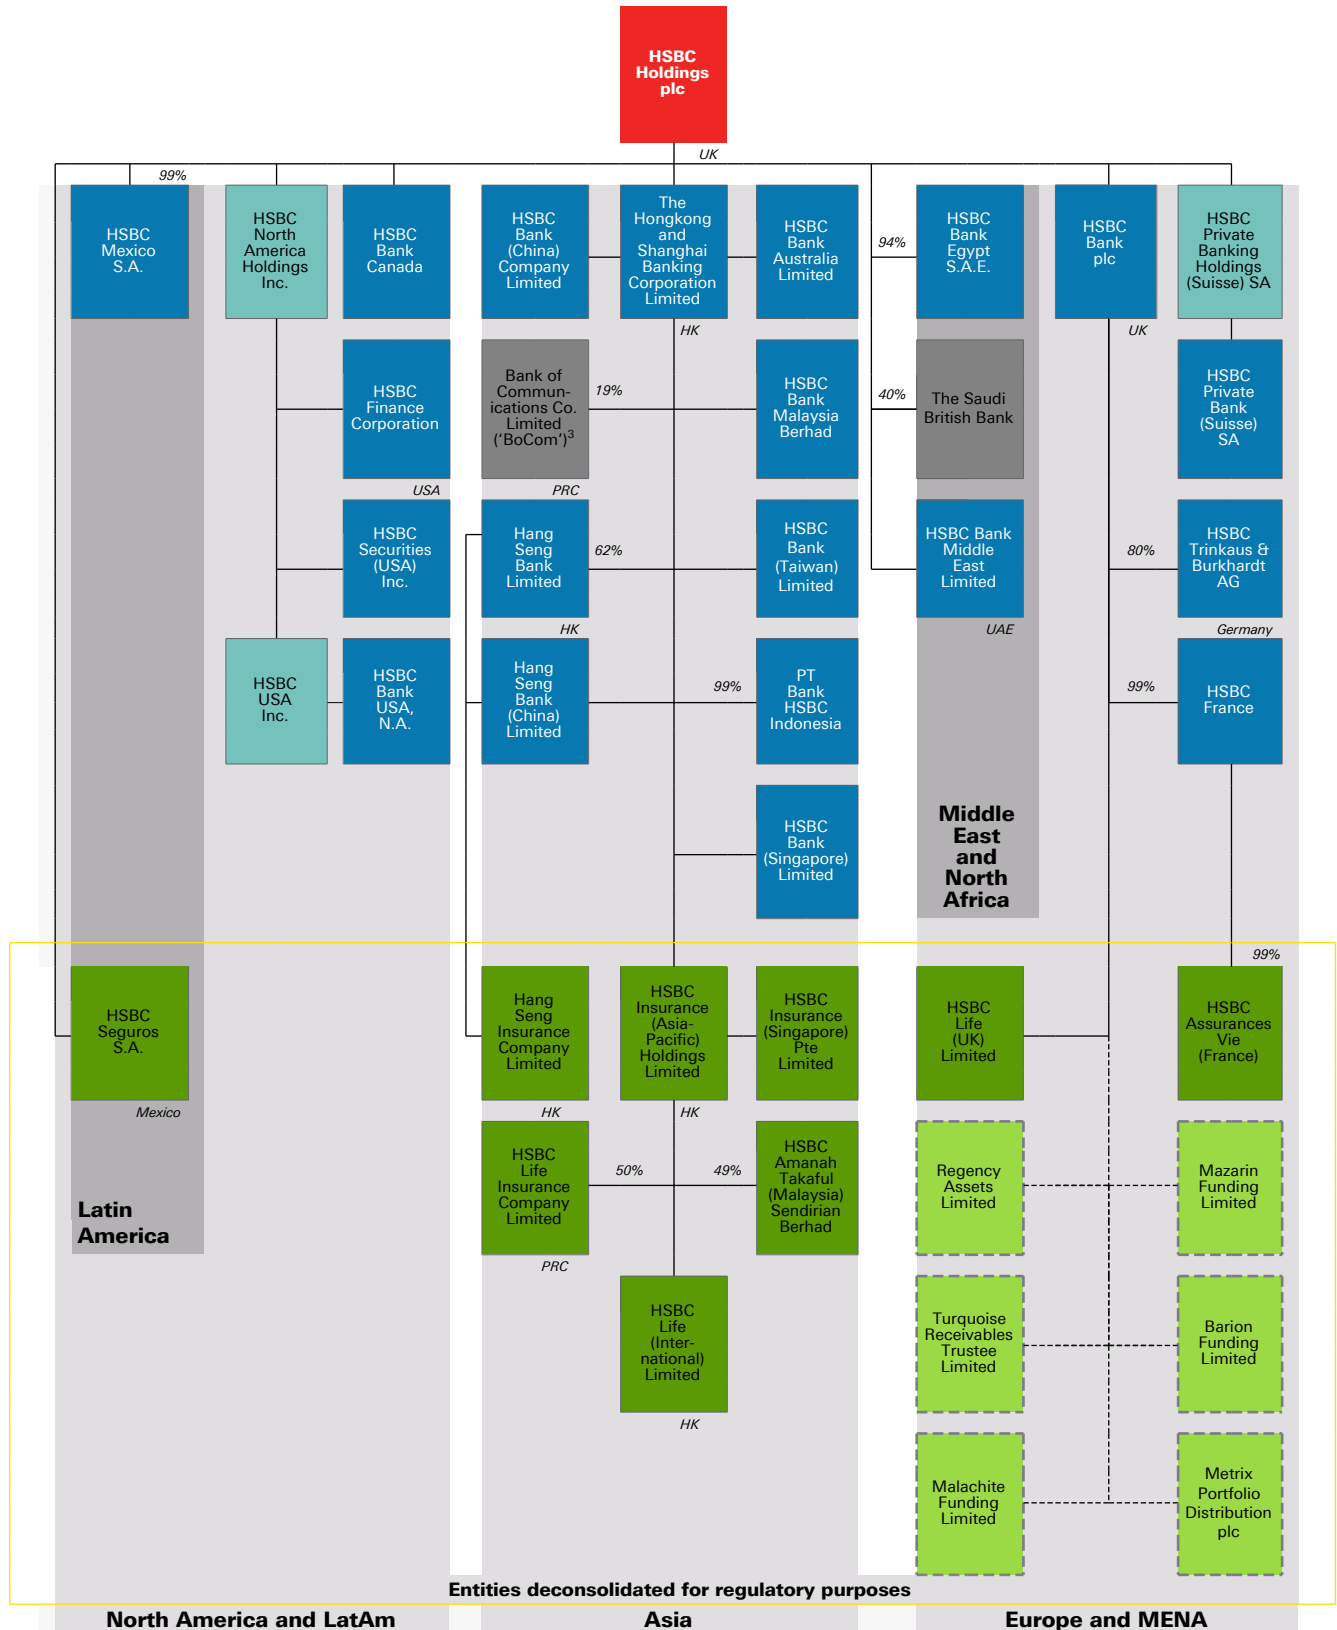 HSBC
Holdings
plc
UK
99%
HSBC
Mexico
S.A.
HSBC
North
America
Holdings
Inc.
HSBC
Bank
Canada
HSBC
Bank
(China)
Company
Limited
The
Hongkong
and
Shanghai
Banking
Corporation
Limited
HSBC
Bank
Australia
Limited
94%
HSBC
Bank
Egypt
S.A.E.
HSBC
Bank
plc
HSBC
Private
Banking
Holdings
(Suisse) SA
HK
UK
HSBC
Finance
Corporation
Bank of
Commun-
ications Co.
Limited
('BoCom')3
19%
HSBC
Bank
Malaysia
Berhad
40%
The Saudi
British Bank
HSBC
Private
Bank
(Suisse)
SA
USA
PRC
HSBC
Securities
(USA)
Inc.
Hang
Seng
Bank
Limited
62%
HSBC
Bank
(Taiwan)
Limited
HSBC Bank
Middle
East
Limited
80%
HSBC
Trinkaus &
Burkhardt
AG
HK
UAE
Germany
HSBC
USA
Inc.
HSBC
Bank
USA,
N.A.
Hang
Seng
Bank
(China)
Limited
99%
PT
Bank
HSBC
Indonesia
99%
HSBC
France
HSBC
Bank
(Singapore)
Limited
Middle
East
and
North
Africa
99%
HSBC
Seguros
S.A.
Hang
Seng
Insurance
Company
Limited
HSBC
Insurance
(Asia-
Pacific)
Holdings
Limited
HSBC
Insurance
(Singapore)
Pte
Limited
HSBC
Life
(UK)
Limited
HSBC
Assurances
Vie
(France)
Mexico
HK
HK
HSBC
Life
Insurance
Company
Limited
50%
49%
HSBC
Amanah
Takaful
(Malaysia)
Sendirian
Berhad
Regency
Assets
Limited
Mazarin
Funding
Limited
Latin
America
PRC
HSBC
Life
(Inter-
national)
Limited
Turquoise
Receivables
Trustee
Limited
Barion
Funding
Limited
HK
Malachite
Funding
Limited
Metrix
Portfolio
Distribution
plc
Entities deconsolidated for regulatory purposes
North America and LatAm
Asia
Europe and MENA